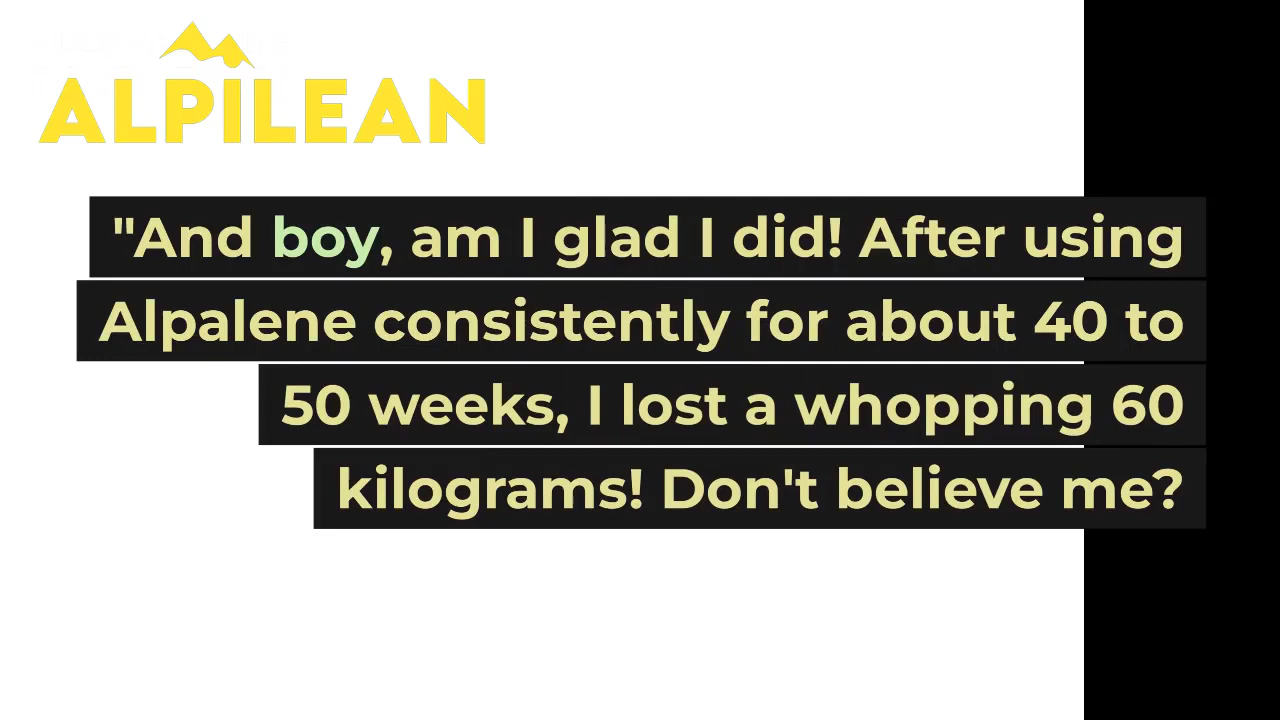 ALPILEAN
"And boy, am I glad I did! After using
Alpalene consistently for about 40 to
50 weeks, I lost a whopping 60
kilograms! Don't believe me?